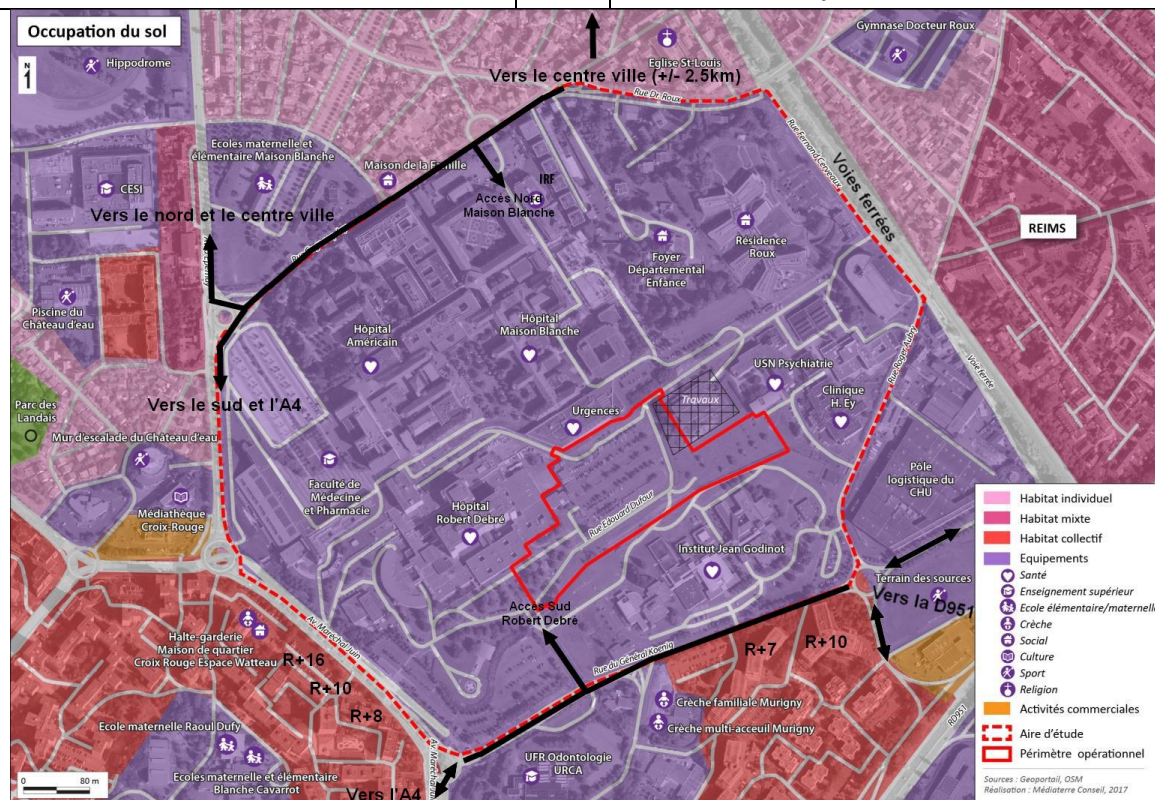 Occupation du sol
N
Hippodrome
Gymnase Docteur Roux
Eglise St-Louis
Vers le centre ville (+/- 2.5km)
Rue Dr. Roux
Rue Fernand Cerveaux
Voies ferrées
Ecoles maternelle et
élémentaire Maison Blanche
Maison de la Famille
CESI
IRF
Accès Nord
Maison Blanche
Vers le nord et le centre ville
REIMS
Résidence
Roux
Foyer
Départemental
Enfance
Piscine du
Château d'eau
Hôpital
Américain
Hôpital
Maison Blanche
Rue Roger Aubry
Voie ferrée
USN Psychiatrie
Clinique
H. Ey
Travaux
Urgences
Vers le sud et l'A4
Parc des
Landais
Mur d'escalade du Château d'eau
Médiathèque
Croix-Rouge
Faculté de
Médecine
et Pharmacie
Hôpital
Robert Debré
Rue Edouard Dufour
Pôle
logistique du
CHU
Institut Jean Godinot
Terrain des sources
Vers la D951
Accès Sud
Robert Debré
Rue du Général Koenig
Av. Maréchal Juin
Halte-garderie
Maison de quartier
Croix Rouge Espace Watteau
R+16
R+10
R+8
R+7
R+10
Crèche familiale Murigny
Crèche multi-acceuil Murigny
Ecole maternelle Raoul Dufy
Ecoles maternelle et élémentaire
Blanche Cavarrot
UFR Odontologie
URCA
Av. Maréchal Juin
Vers l'A4
RD951
0 80 m
Habitat individuel
Habitat mixte
Habitat collectif
Equipements
Santé
Enseignement supérieur
Ecole élémentaire/maternelle
Crèche
Social
Culture
Sport
Religion
Activités commerciales
Aire d'étude
Périmètre opérationnel
Sources : Geoportail, OSM
Réalisation : Médiaterre Conseil, 2017